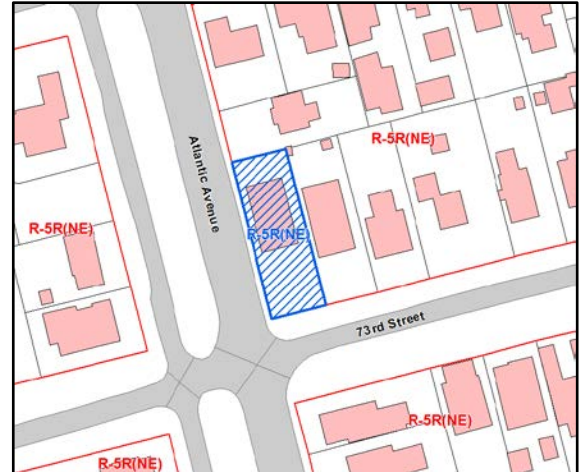 R-5R(NE)
Atlantic Avenue
R-5R(NE)
R-5R(NE)
73rd Street
R-5R(NE)
R-5R(NE)